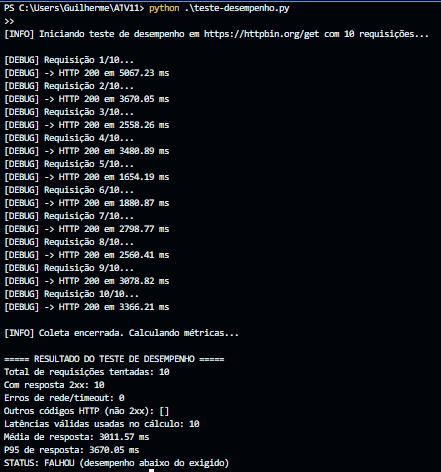 PS C:\Users\Guilherme\ATV11> python .\teste-desempenho.py
>>
[INFO] Iniciando teste de desempenho em https://httpbin.org/get com 10 requisições...
[DEBUG] Requisição 1/10...
[DEBUG] -> HTTP 200 em 5067.23 ms
[DEBUG] Requisição 2/10...
[DEBUG] -> HTTP 200 em 3670.05 ms
[DEBUG] Requisição 3/10...
[DEBUG] -> HTTP 200 em 2558.26 ms
[DEBUG] Requisição 4/10...
[DEBUG] -> HTTP 200 em 3480.89 ms
[DEBUG] Requisição 5/10...
[DEBUG] -> HTTP 200 em 1654.19 ms
[DEBUG] Requisição 6/10...
[DEBUG] -> HTTP 200 em 1880.87 ms
[DEBUG] Requisição 7/10...
[DEBUG] -> HTTP 200 em 2798.77 ms
[DEBUG] Requisição 8/10...
[DEBUG] -> HTTP 200 em 2560.41 ms
[DEBUG] Requisição 9/10...
[DEBUG] -> HTTP 200 em 3078.82 ms
[DEBUG] Requisição 10/10...
[DEBUG] -> HTTP 200 em 3366.21 ms
[INFO] Coleta encerrada. Calculando métricas...
===== RESULTADO DO TESTE DE DESEMPENHO =====
Total de requisições tentadas: 10
Com resposta 2xx: 10
Erros de rede/timeout: 0
Outros códigos HTTP (não 2xx): []
Latências válidas usadas no cálculo: 10
Média de resposta: 3011.57 ms
P95 de resposta: 3670.05 ms
STATUS: FALHOU (desempenho abaixo do exigido)